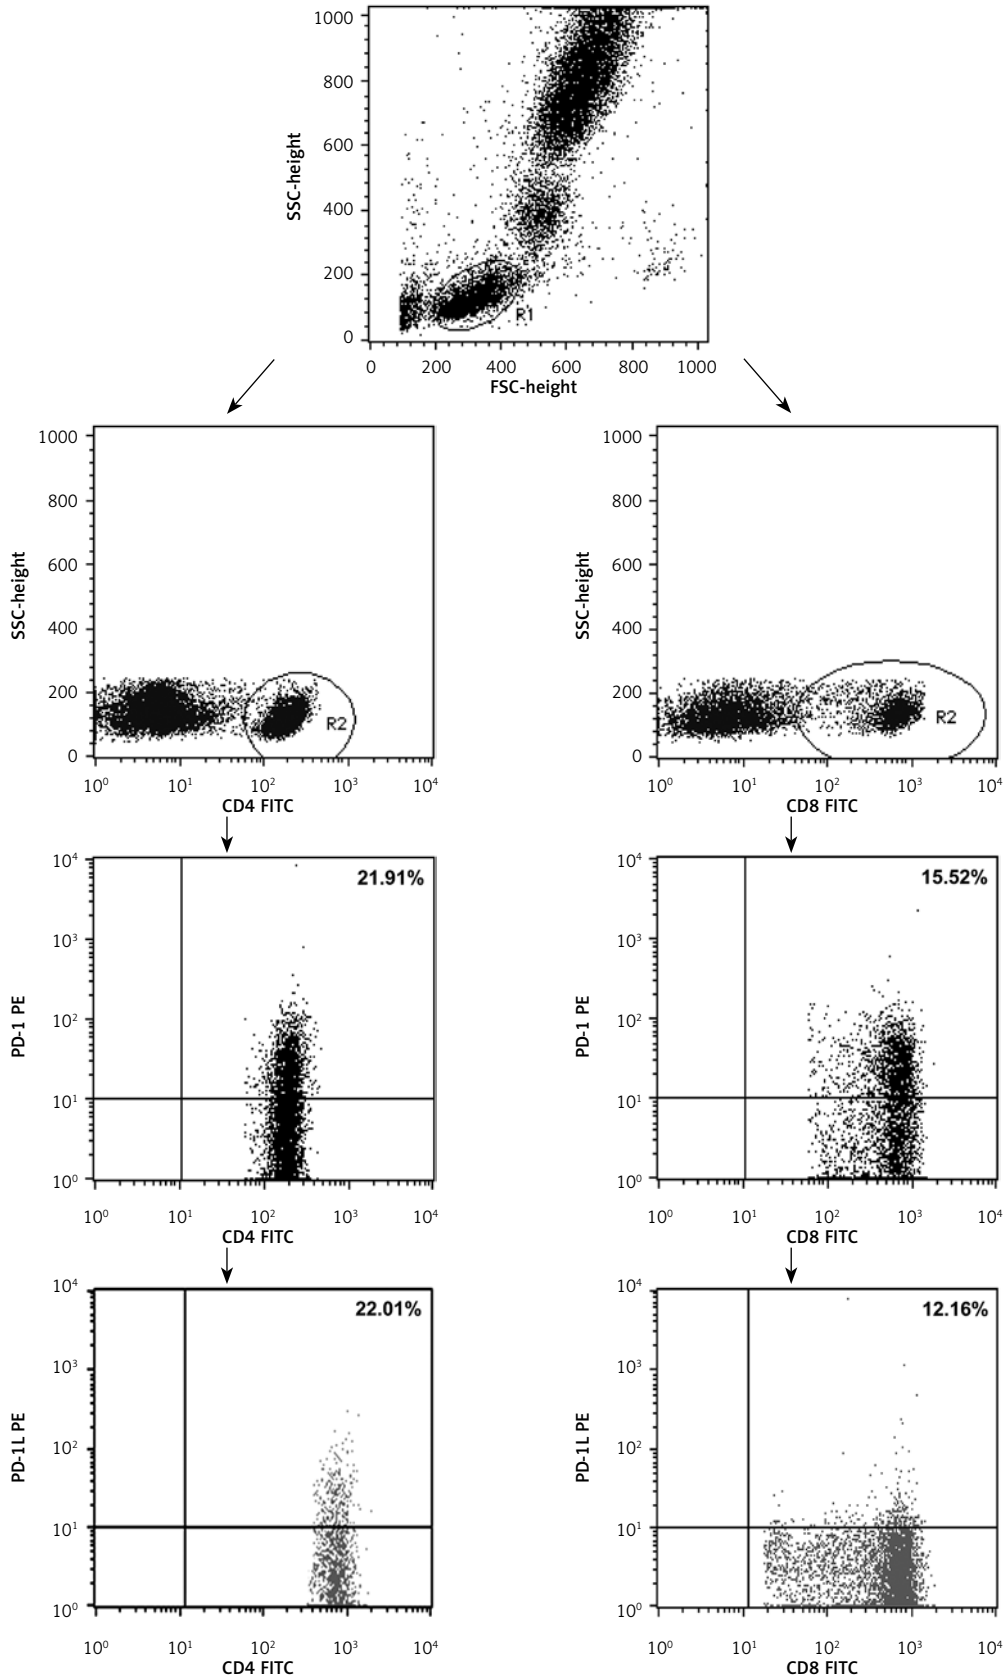 1000
800
600
400
200
0
SSC-height
R1
0 200 400 600 800 1000
FSC-height
1000
800
600
400
200
0
SSC-height
R2
10⁰ 10¹ 10² 10³ 10⁴
CD4 FITC
1000
800
600
400
200
0
SSC-height
R2
10⁰ 10¹ 10² 10³ 10⁴
CD8 FITC
10⁴
10³
10²
10¹
10⁰
PD-1 PE
21.91%
10⁰ 10¹ 10² 10³ 10⁴
CD4 FITC
10⁴
10³
10²
10¹
10⁰
PD-1 PE
15.52%
10⁰ 10¹ 10² 10³ 10⁴
CD8 FITC
10⁴
10³
10²
10¹
10⁰
PD-1L PE
22.01%
10⁰ 10¹ 10² 10³ 10⁴
CD4 FITC
10⁴
10³
10²
10¹
10⁰
PD-1L PE
12.16%
10⁰ 10¹ 10² 10³ 10⁴
CD8 FITC